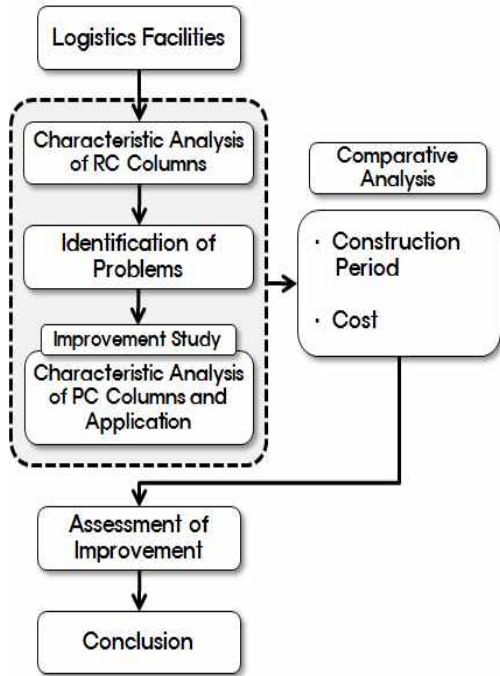 Logistics Facilities
Characteristic Analysis
of RC Columns
Identification of
Problems
Improvement Study
Characteristic Analysis
of PC Columns and
Application
Comparative
Analysis
· Construction
Period
· Cost
Assessment of
Improvement
Conclusion